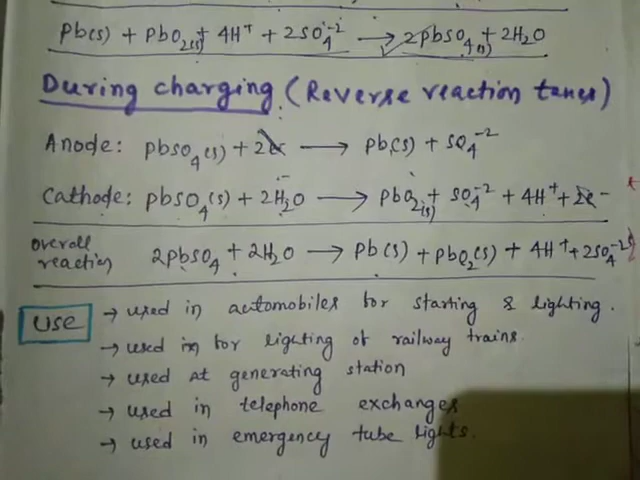 Pb(s) + PbO2(s) + 4H+ + 2SO4-2 → 2PbSO4(s) + 2H2O
During charging (Reverse reaction takes)
Anode: PbSO4(s) + 2e- → Pb(s) + SO4-2
Cathode: PbSO4(s) + 2H2O → PbO2(s) + SO4-2 + 4H+ + 2e-
overall reaction 2PbSO4 + 2H2O → Pb(s) + PbO2(s) + 4H+ + 2SO4-2
USe → used in automobiles for starting & lighting.
→ used in for lighting of railway trains.
→ used at generating station
→ used in telephone exchanges
→ used in emergency tube lights.